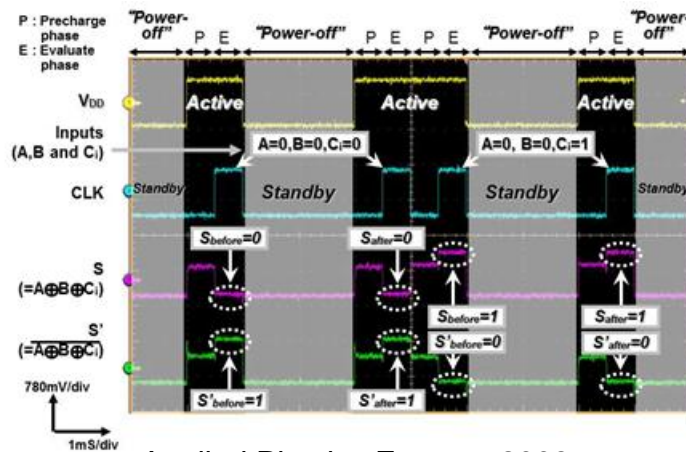 P : Precharge
phase
E : Evaluate
phase
"Power-
off"
P E
"Power-off"
P E P E
"Power-off"
P E
"Power-
off"
VDD
Active
Active
Active
Inputs
(A,B and Ci)
A=0,B=0,Ci=0
A=0, B=0,Ci=1
CLK
Standby
Standby
Standby
Standby
Sbefore=0
Safter=0
S
(=A⊕B⊕Ci)
Sbefore=1
S'before=0
Safter=1
S'after=0
S'
(=A⊕B⊕Ci)
780mV/div
S'before=1
S'after=1
1mS/div